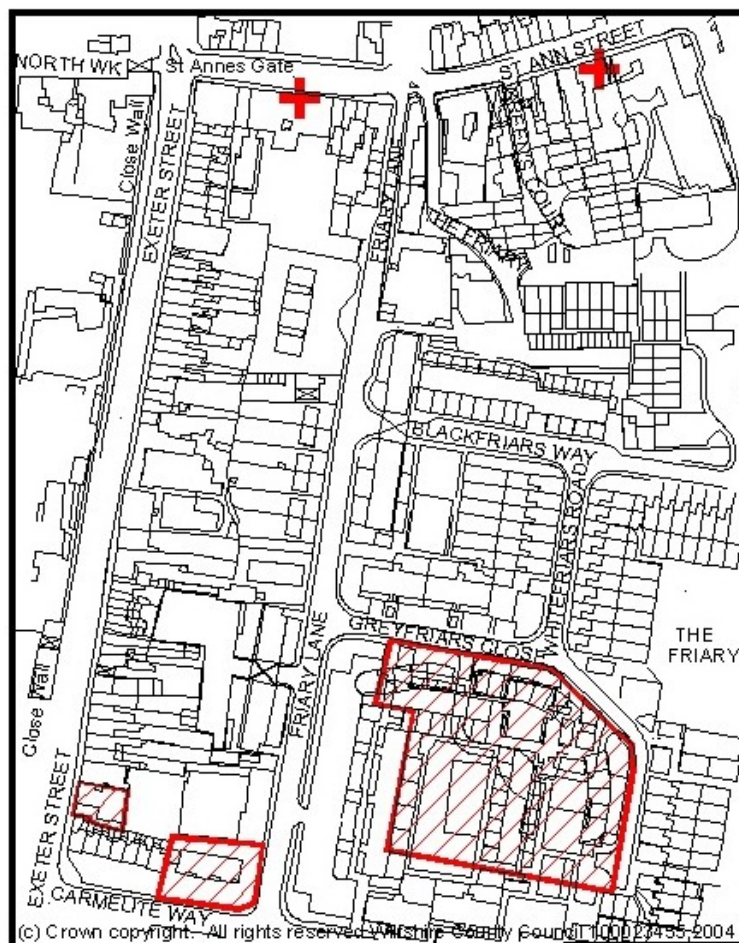 NORTH WK
St Annes Gate
ST ANN STREET
Close Wall
EXETER STREET
FRIARY LANE
COURT
THE FRIARY
BLACKFRIARS WAY
WHITEFRIARS ROAD
GREYFRIARS CLOSE
THE
FRIARY
FRIARY LANE
Close Wall
EXETER STREET
CARMELITE WAY
(c) Crown copyright. All rights reserved Wiltshire County Council 100023455 2004